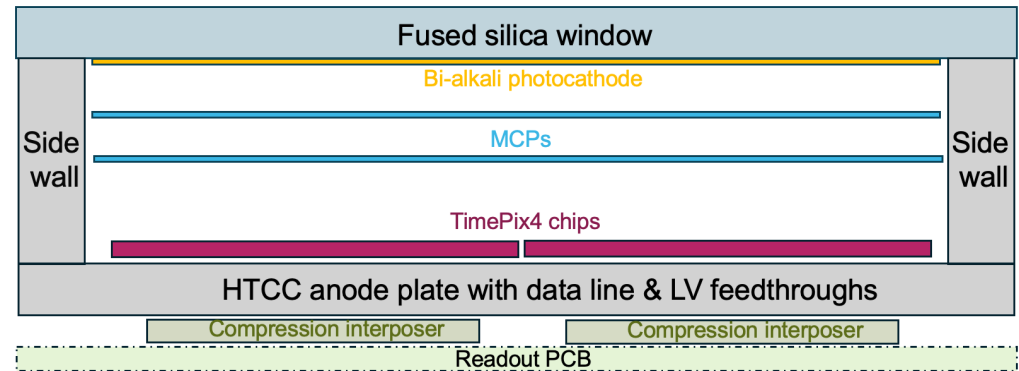 Fused silica window
Bi-alkali photocathode
Side
wall
MCPs
Side
wall
TimePix4 chips
HTCC anode plate with data line & LV feedthroughs
Compression interposer
Compression interposer
Readout PCB